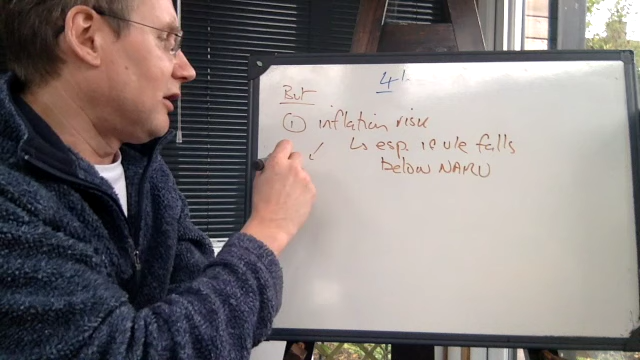 4%
But
① inflation risk
↳ esp. if u/e falls
below NAIRU